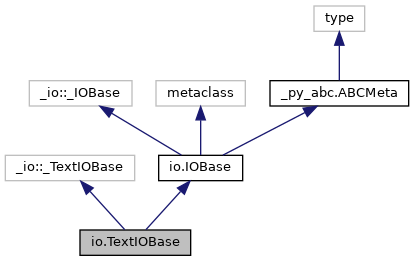 type
_io::_IOBase
metaclass
_py_abc.ABCMeta
_io::_TextIOBase
io.IOBase
io.TextIOBase